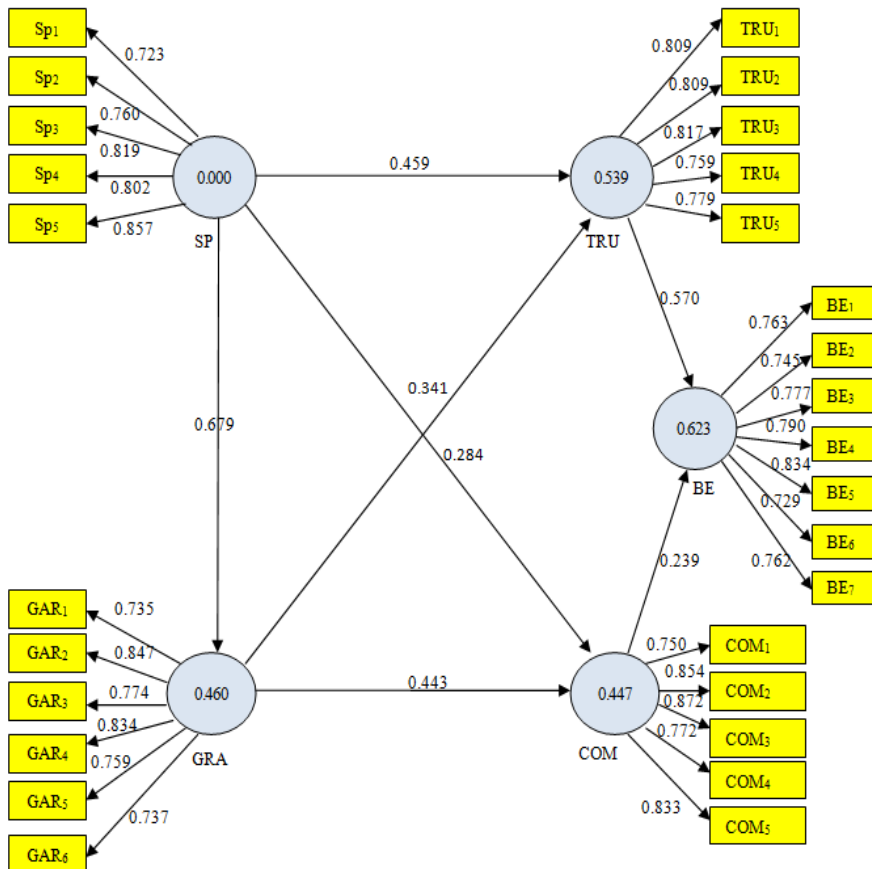 Sp₁
Sp₂
Sp₃
Sp₄
Sp₅
0.723
0.760
0.819
0.802
0.857
0.000
SP
0.459
0.539
TRU
0.809
0.809
0.817
0.759
0.779
TRU₁
TRU₂
TRU₃
TRU₄
TRU₅
0.570
0.341
0.284
0.679
0.623
BE
0.763
0.745
0.777
0.790
0.834
0.729
0.762
BE₁
BE₂
BE₃
BE₄
BE₅
BE₆
BE₇
0.239
GAR₁
GAR₂
GAR₃
GAR₄
GAR₅
GAR₆
0.735
0.847
0.774
0.834
0.759
0.737
0.460
GRA
0.443
0.447
COM
0.750
0.854
0.872
0.772
0.833
COM₁
COM₂
COM₃
COM₄
COM₅